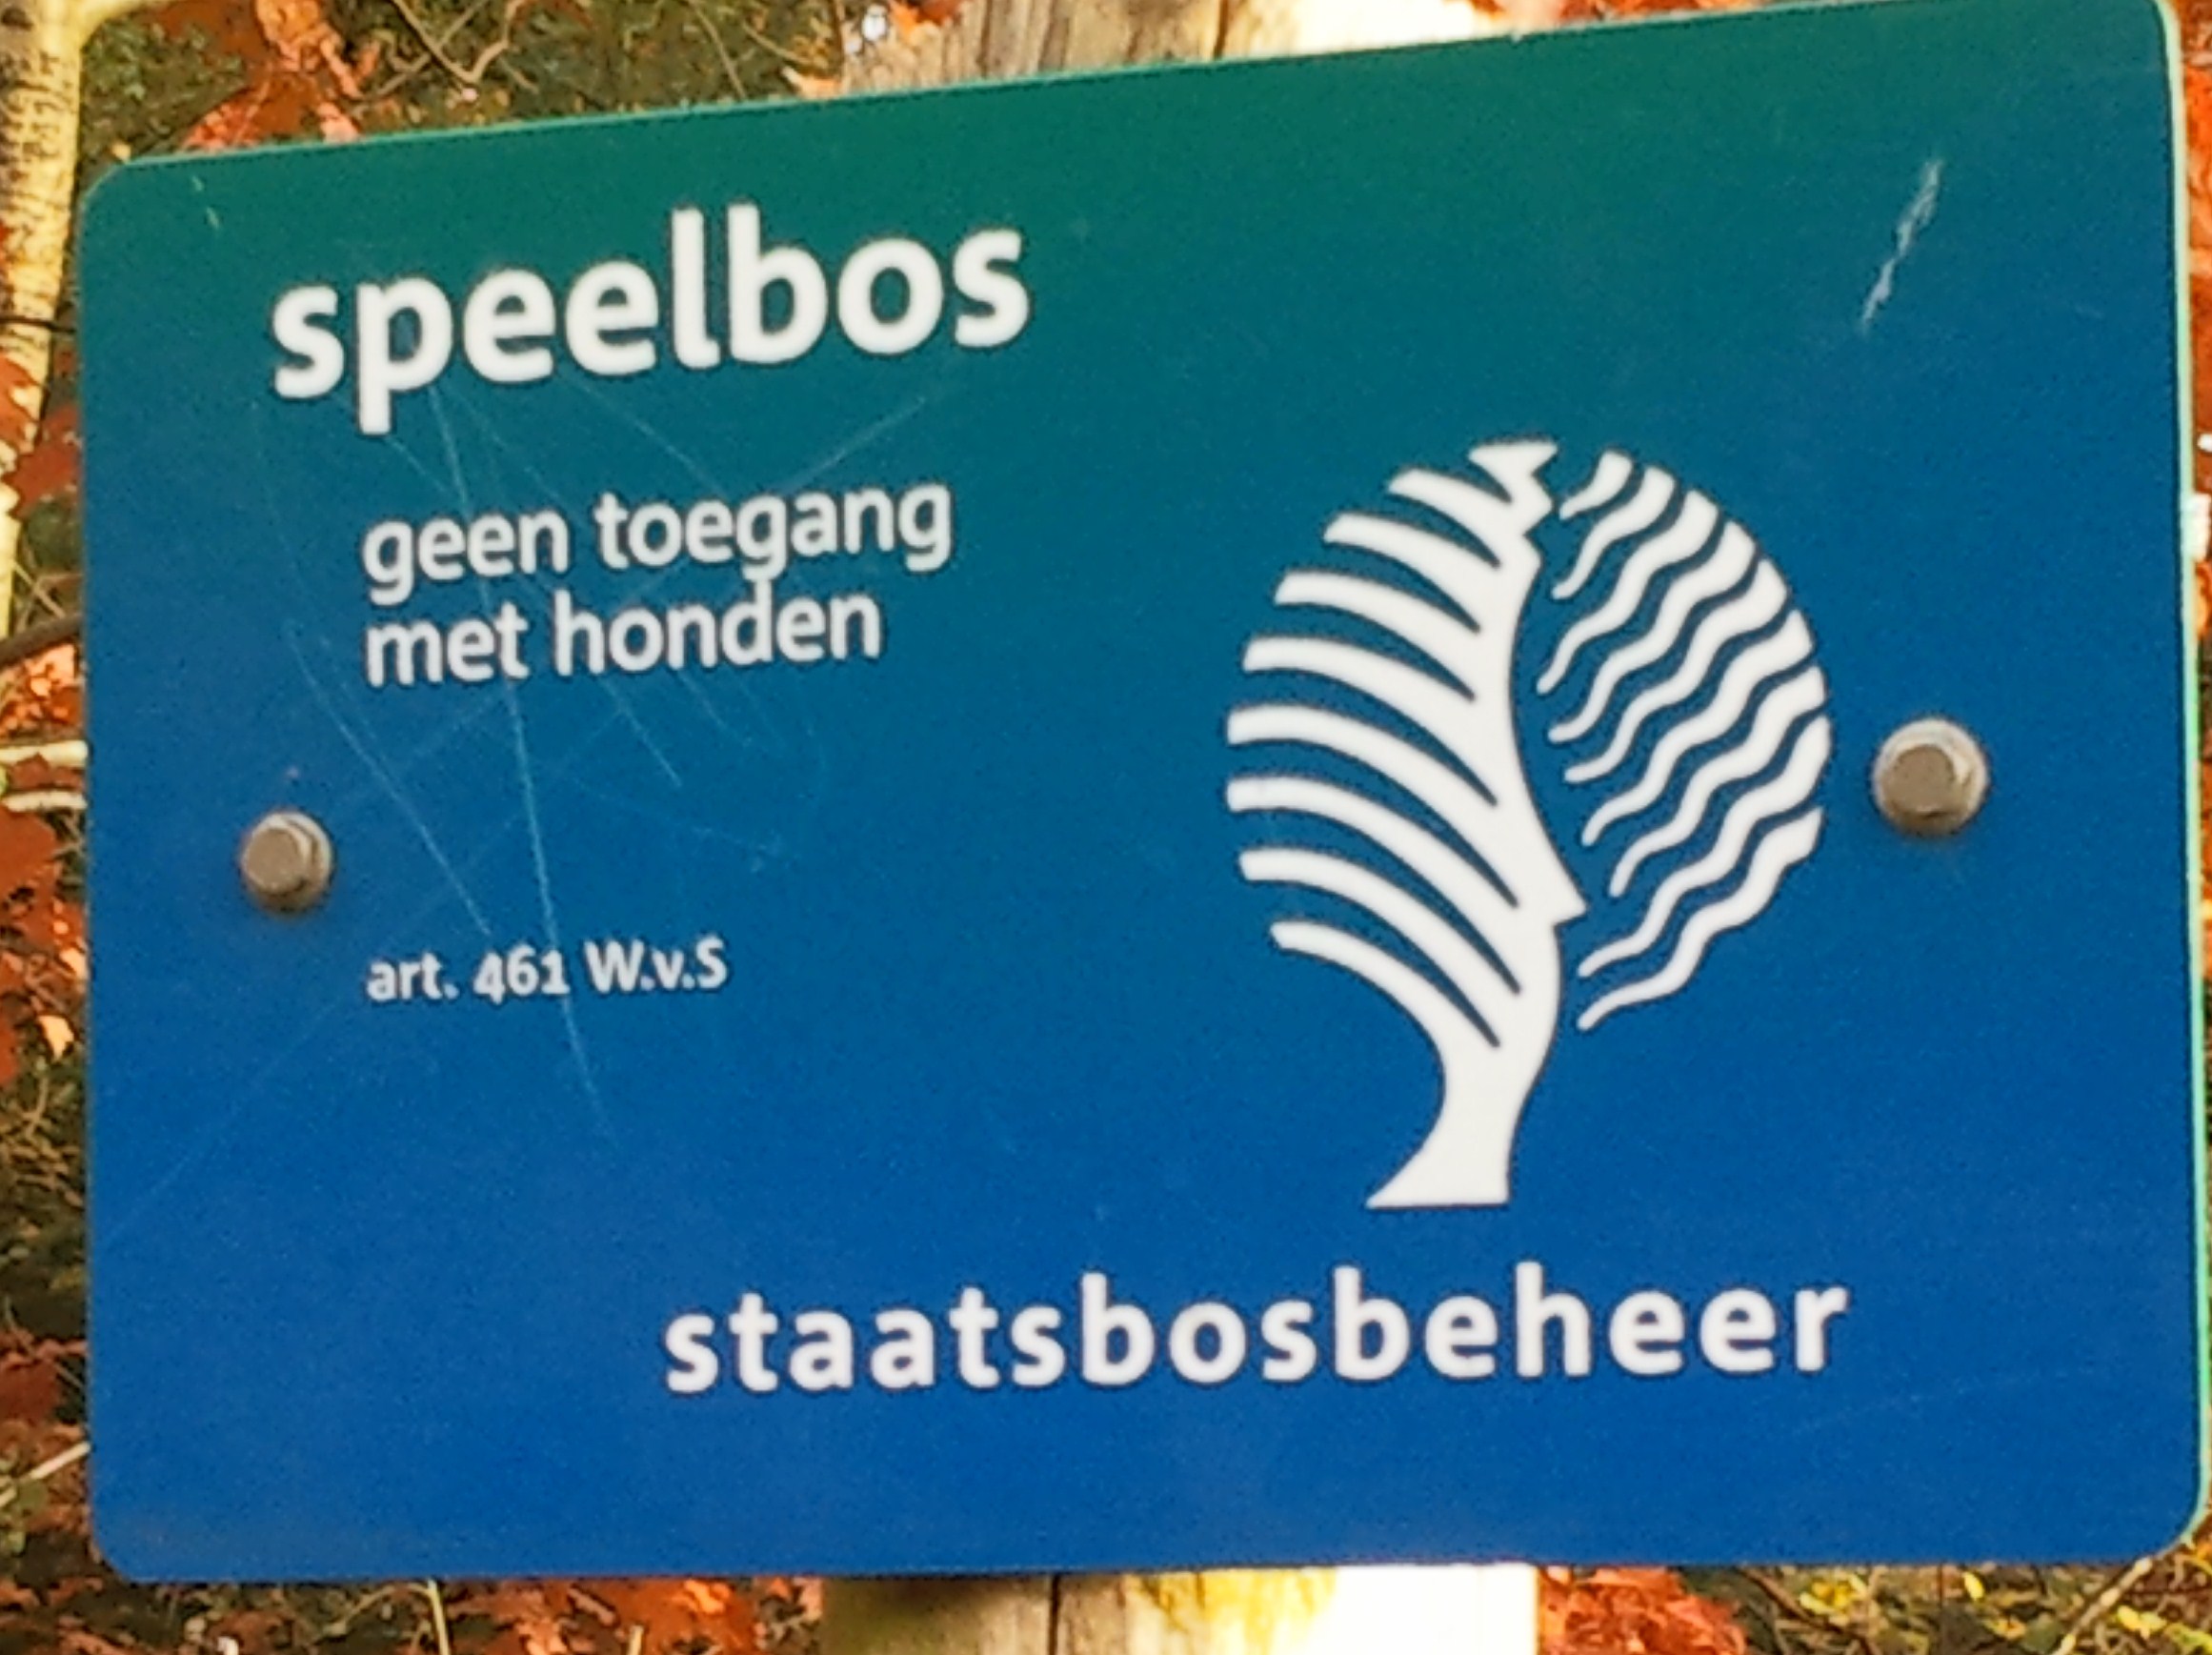 speelbos
geen toegang
met honden
art. 461 W.v.S
staatsbosbeheer